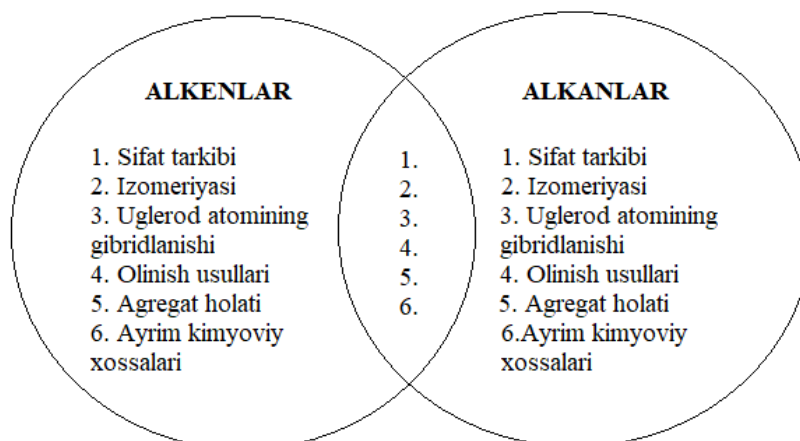 ALKENLAR
1. Sifat tarkibi
2. Izomeriyasi
3. Uglerod atomining
gibridlanishi
4. Olinish usullari
5. Agregat holati
6. Ayrim kimyoviy
xossalari
1.
2.
3.
4.
5.
6.
ALKANLAR
1. Sifat tarkibi
2. Izomeriyasi
3. Uglerod atomining
gibridlanishi
4. Olinish usullari
5. Agregat holati
6.Ayrim kimyoviy
xossalari